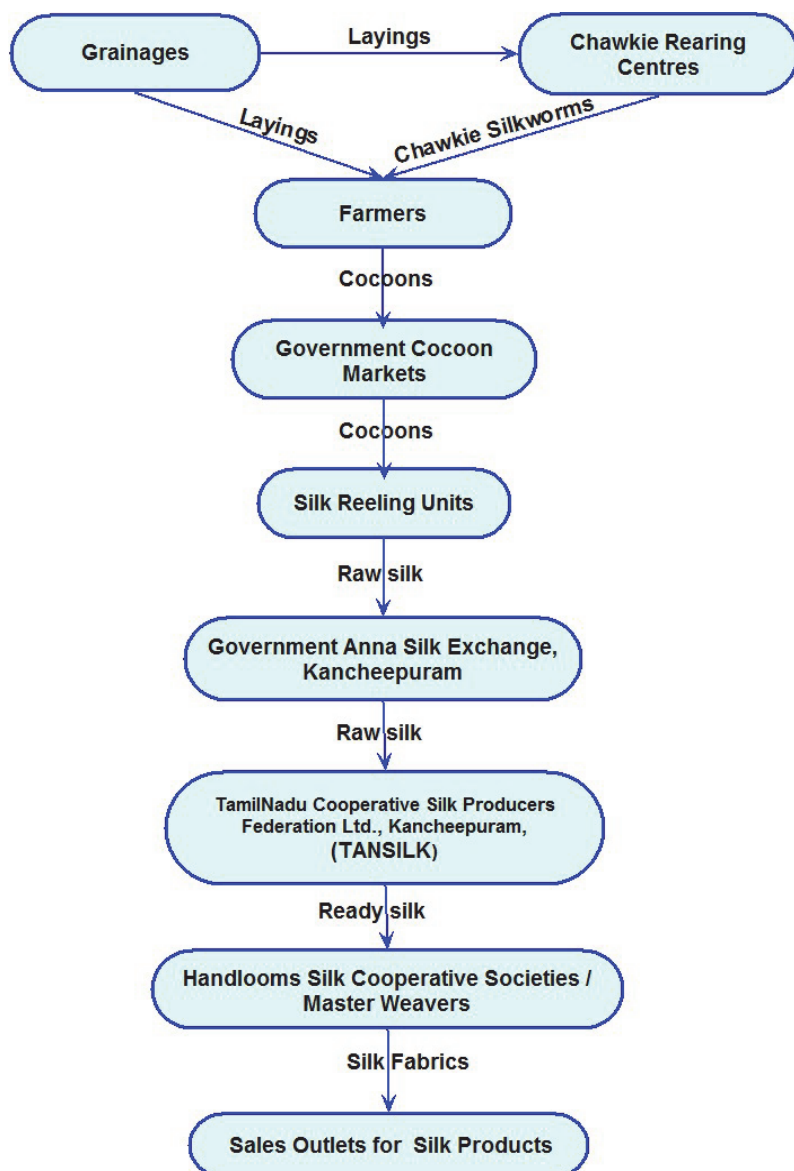 Grainages
Layings
Chawkie Rearing
Centres
Layings
Chawkie Silkworms
Farmers
Cocoons
Government Cocoon
Markets
Cocoons
Silk Reeling Units
Raw silk
Government Anna Silk Exchange,
Kancheepuram
Raw silk
TamilNadu Cooperative Silk Producers
Federation Ltd., Kancheepuram,
(TANSILK)
Ready silk
Handlooms Silk Cooperative Societies /
Master Weavers
Silk Fabrics
Sales Outlets for Silk Products